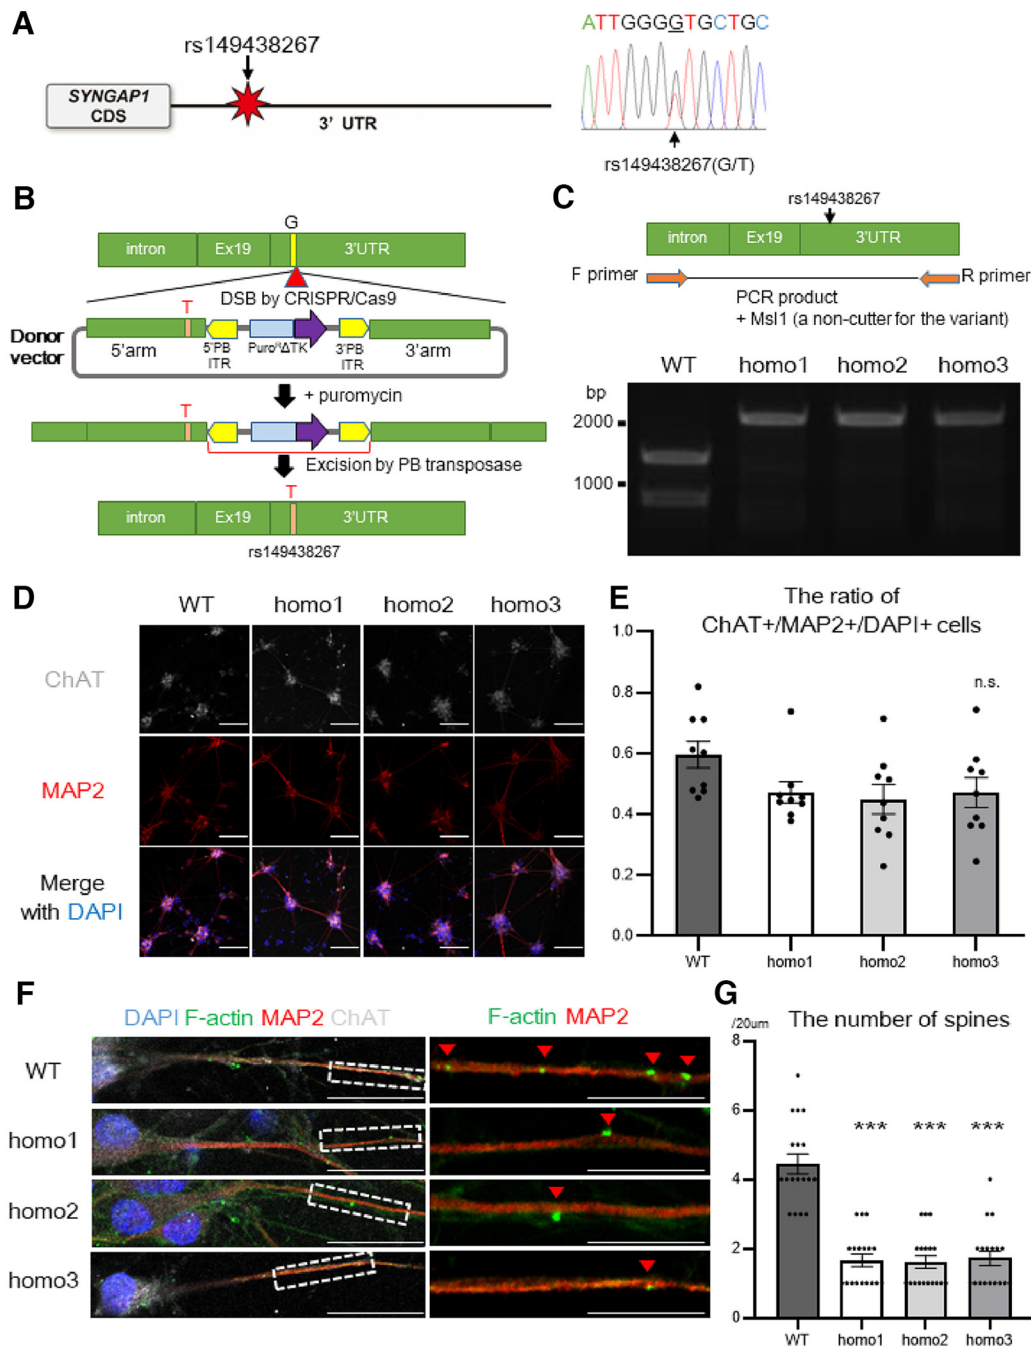 A
rs149438267
SYNGAP1
CDS
3' UTR
ATTGGGGTGCTGC
rs149438267(G/T)
B
G
intron
Ex19
3'UTR
DSB by CRISPR/Cas9
T
Donor
vector
5'arm
5'PB
ITR
PuroᴿΔTK
3'PB
ITR
3'arm
+ puromycin
T
Excision by PB transposase
T
intron
Ex19
3'UTR
rs149438267
C
rs149438267
intron
Ex19
3'UTR
F primer
R primer
PCR product
+ Msl1 (a non-cutter for the variant)
WT
homo1
homo2
homo3
bp
2000
1000
D
WT
homo1
homo2
homo3
ChAT
MAP2
Merge
with DAPI
E
The ratio of
ChAT+/MAP2+/DAPI+ cells
1.0
0.8
0.6
0.4
0.2
0.0
n.s.
WT
homo1
homo2
homo3
F
DAPI F-actin MAP2 ChAT
F-actin MAP2
WT
homo1
homo2
homo3
G
/20um
The number of spines
8
6
4
2
0
***
***
***
WT
homo1
homo2
homo3